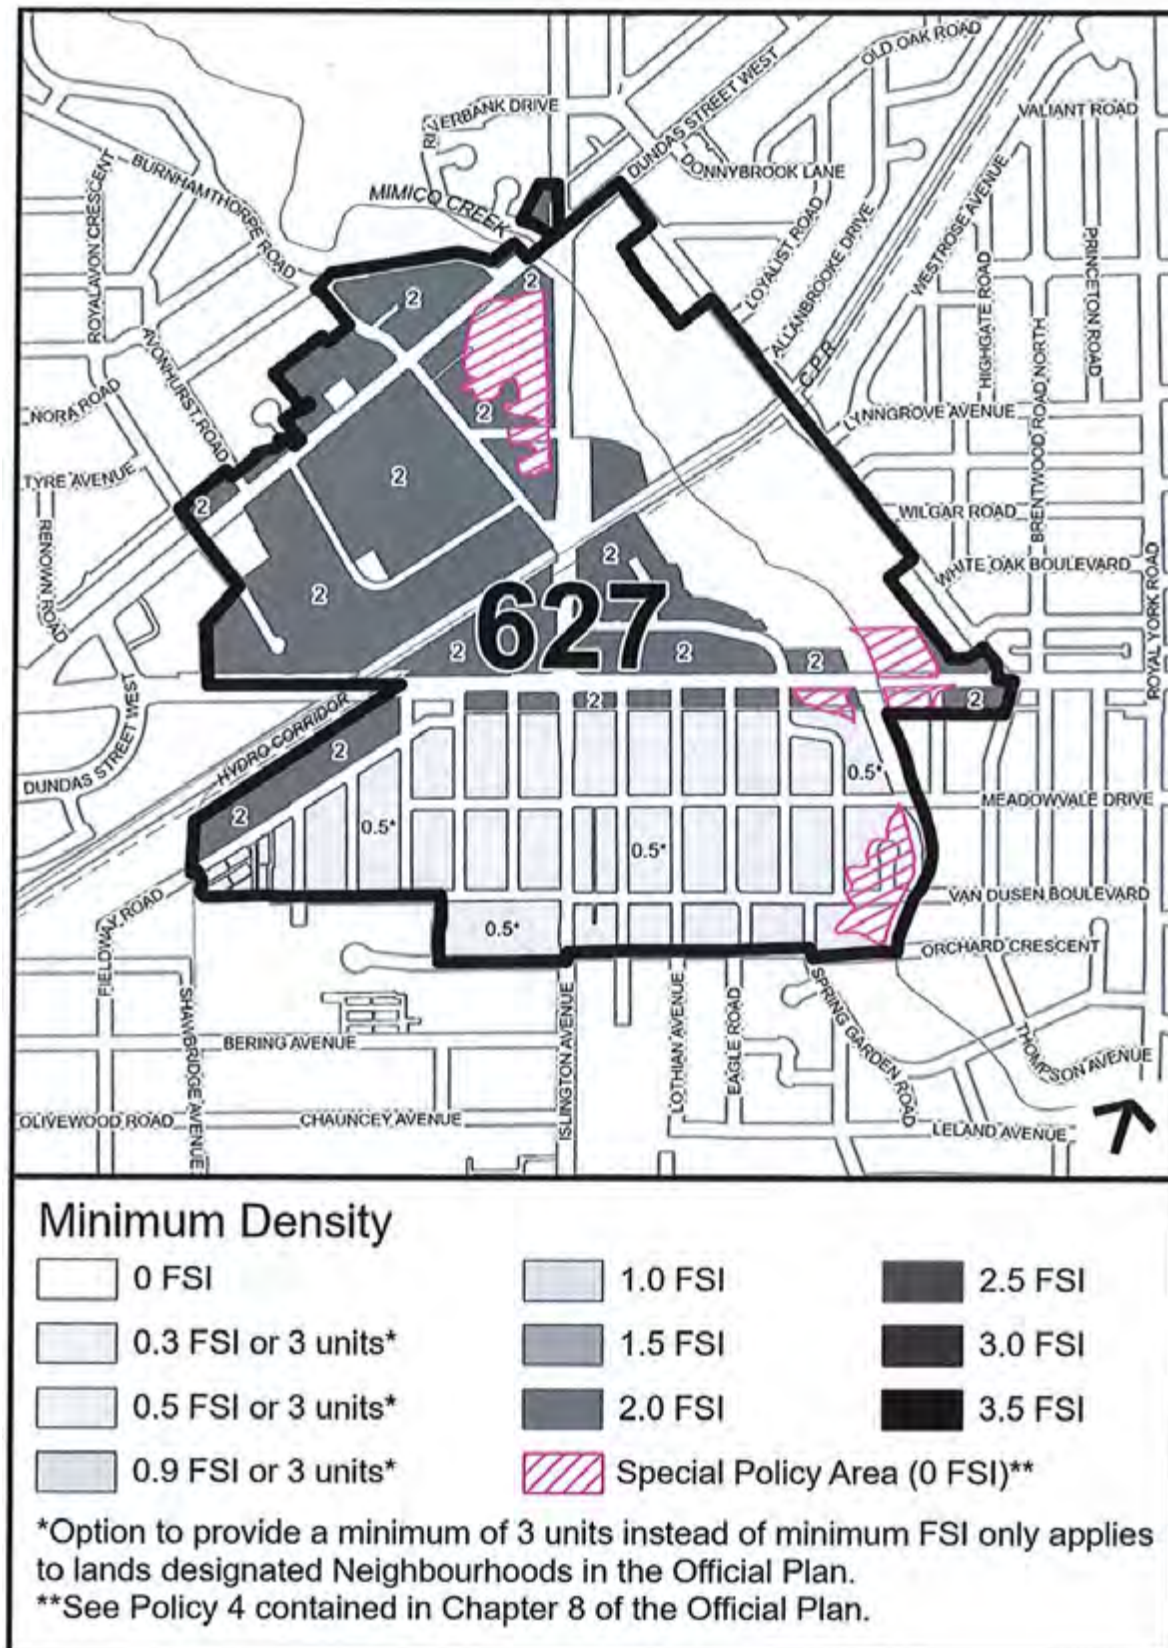 OLD OAK ROAD
DUNDAS STREET WEST
RIVERBANK DRIVE
VALIANT ROAD
DONNYBROOK LANE
BURNHAMTHORPE ROAD
MIMICO CREEK
ROYALAVON CRESCENT
LOYALIST ROAD
ALLANBROOKE DRIVE
WESTROSE AVENUE
PRINCETON ROAD
HIGHGATE ROAD
2
2
AVONHURST ROAD
C.P.R.
NORA ROAD
2
LYNNGROVE AVENUE
BRENTWOOD ROAD NORTH
TYRE AVENUE
2
2
WILGAR ROAD
RENOWN ROAD
2
WHITE OAK BOULEVARD
2
627
ROYAL YORK ROAD
2
2
2
2
2
DUNDAS STREET WEST
HYDRO CORRIDOR
2
0.5*
MEADOWVALE DRIVE
2
0.5*
0.5*
VAN DUSEN BOULEVARD
FIELDWAY ROAD
0.5*
ORCHARD CRESCENT
SHAWBRIDGE AVENUE
ISLINGTON AVENUE
LOTHIAN AVENUE
EAGLE ROAD
SPRING GARDEN ROAD
THOMPSON AVENUE
BERING AVENUE
OLIVEWOOD ROAD
CHAUNCEY AVENUE
LELAND AVENUE
Minimum Density
0 FSI
0.3 FSI or 3 units*
0.5 FSI or 3 units*
0.9 FSI or 3 units*
1.0 FSI
1.5 FSI
2.0 FSI
Special Policy Area (0 FSI)**
2.5 FSI
3.0 FSI
3.5 FSI
*Option to provide a minimum of 3 units instead of minimum FSI only applies
to lands designated Neighbourhoods in the Official Plan.
**See Policy 4 contained in Chapter 8 of the Official Plan.